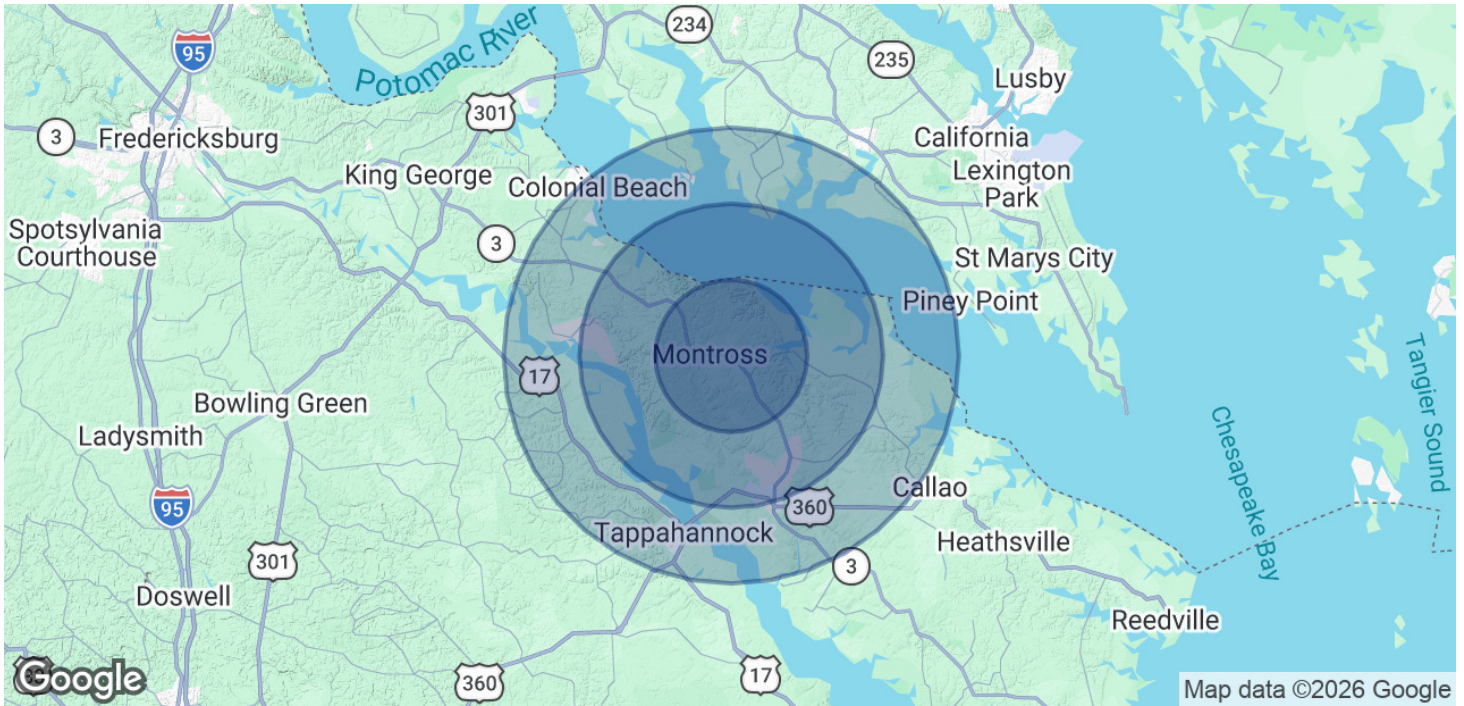 234
95
Potomac River
235
Lusby
301
3
Fredericksburg
California
King George
Colonial Beach
Lexington
Park
Spotsylvania
Courthouse
3
St Marys City
Piney Point
Montross
17
Tangier Sound
Bowling Green
Ladysmith
Chesapeake Bay
Callao
95
360
Tappahannock
Heathsville
301
3
Doswell
Reedville
17
360
Google
Map data ©2026 Google